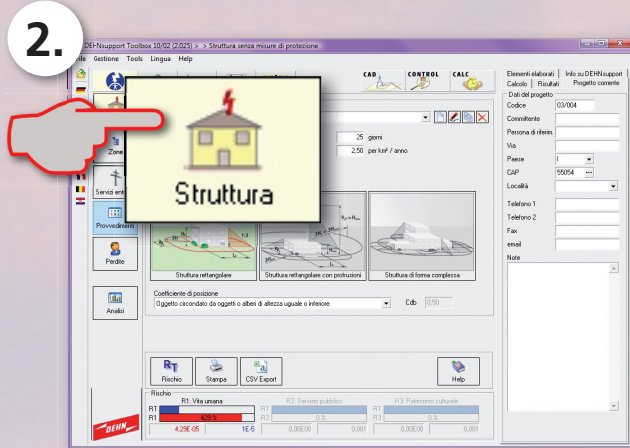 2.
DEHNsupport Toolbox 10/02 (2.025) > > Struttura senza misure di protezione
File Gestione Tools Lingua Help
CAD CONTROL CALC
Elementi elaborati Info su DEHNsupport
Calcolo Risultati Progetto corrente
Dati del progetto
Codice 03/004
Committente
Persona di riferim.
Via
Paese I
CAP 55054 ...
Località
Telefono 1
Telefono 2
Fax
email
Note
25 giorni
2,50 per km² / anno
Struttura
Zone
Servizi entr
Provvedimenti
Perdite
Analisi
1:3
Struttura rettangolare
Struttura rettangolare con protrusioni
Struttura di forma complessa
Coefficiente di posizione
Oggetto circondato da oggetti o alberi di altezza uguale o inferiore
Cdb 0,50
RT
Rischio
Stampa
CSV Export
Help
Rischio
R1: Vita umana
R2: Servizio pubblico
R3: Patrimonio culturale
RT RT RT
R1 429 % R2 0 % R3 0 %
4,29E-05 1E-5 0,00E00 0,001 0,00E00 0,001
DEHN